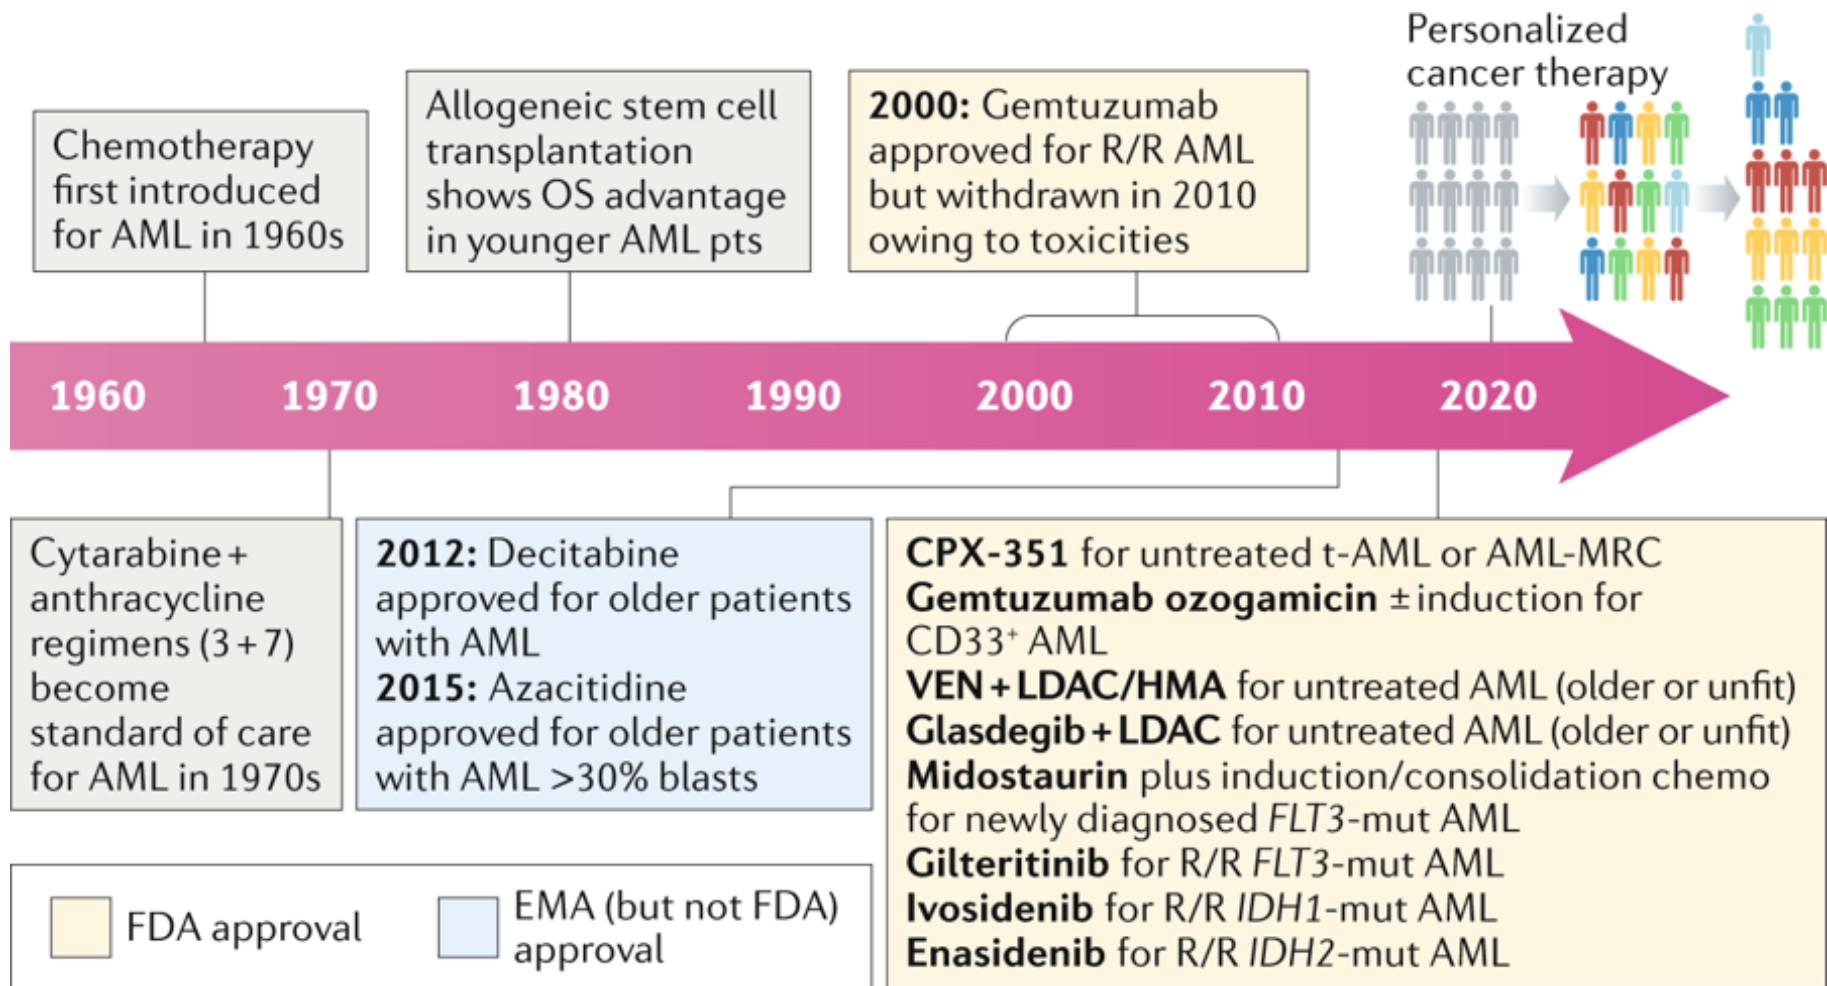 Personalized
cancer therapy
Chemotherapy
first introduced
for AML in 1960s
Allogeneic stem cell
transplantation
shows OS advantage
in younger AML pts
2000: Gemtuzumab
approved for R/R AML
but withdrawn in 2010
owing to toxicities
1960 1970 1980 1990 2000 2010 2020
Cytarabine +
anthracycline
regimens (3 + 7)
become
standard of care
for AML in 1970s
2012: Decitabine
approved for older patients
with AML
2015: Azacitidine
approved for older patients
with AML >30% blasts
CPX-351 for untreated t-AML or AML-MRC
Gemtuzumab ozogamicin ± induction for
CD33⁺ AML
VEN + LDAC/HMA for untreated AML (older or unfit)
Glasdegib + LDAC for untreated AML (older or unfit)
Midostaurin plus induction/consolidation chemo
for newly diagnosed FLT3-mut AML
Gilteritinib for R/R FLT3-mut AML
Ivosidenib for R/R IDH1-mut AML
Enasidenib for R/R IDH2-mut AML
FDA approval
EMA (but not FDA)
approval